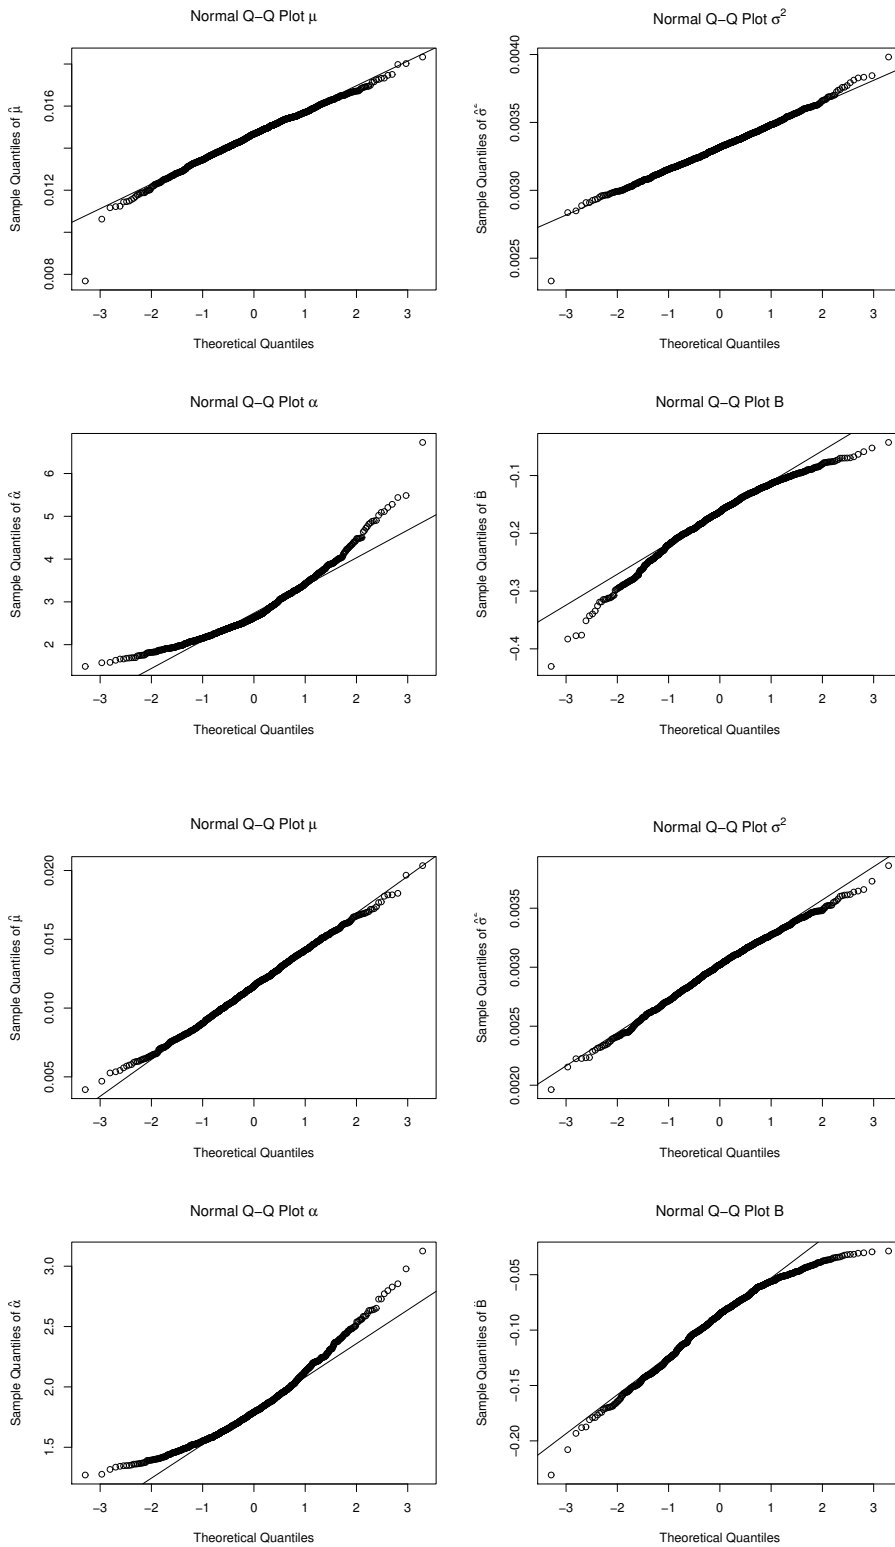 Normal Q−Q Plot μ
Sample Quantiles of μ̂
0.008
0.012
0.016
−3 −2 −1 0 1 2 3
Theoretical Quantiles
Normal Q−Q Plot σ²
Sample Quantiles of σ̂²
0.0025
0.0030
0.0035
0.0040
−3 −2 −1 0 1 2 3
Theoretical Quantiles
Normal Q−Q Plot α
Sample Quantiles of α̂
2
3
4
5
6
−3 −2 −1 0 1 2 3
Theoretical Quantiles
Normal Q−Q Plot B
Sample Quantiles of B̂
−0.4
−0.3
−0.2
−0.1
−3 −2 −1 0 1 2 3
Theoretical Quantiles
Normal Q−Q Plot μ
Sample Quantiles of μ̂
0.005
0.010
0.015
0.020
−3 −2 −1 0 1 2 3
Theoretical Quantiles
Normal Q−Q Plot σ²
Sample Quantiles of σ̂²
0.0020
0.0025
0.0030
0.0035
−3 −2 −1 0 1 2 3
Theoretical Quantiles
Normal Q−Q Plot α
Sample Quantiles of α̂
1.5
2.0
2.5
3.0
−3 −2 −1 0 1 2 3
Theoretical Quantiles
Normal Q−Q Plot B
Sample Quantiles of B̂
−0.20
−0.15
−0.10
−0.05
−3 −2 −1 0 1 2 3
Theoretical Quantiles